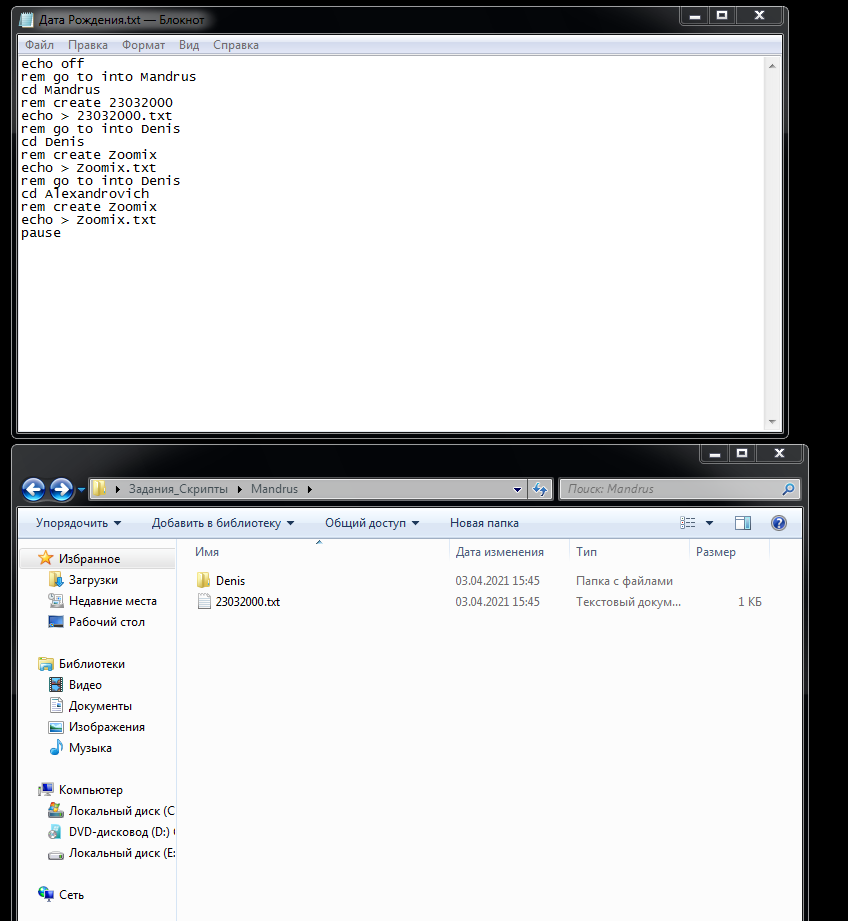 Дата Рождения.txt — Блокнот
Файл Правка Формат Вид Справка
echo off
rem go to into Mandrus
cd Mandrus
rem create 23032000
echo > 23032000.txt
rem go to into Denis
cd Denis
rem create Zoomix
echo > Zoomix.txt
rem go to into Denis
cd Alexandrovich
rem create Zoomix
echo > Zoomix.txt
pause
Задания_Скрипты Mandrus Поиск: Mandrus
Упорядочить Добавить в библиотеку Общий доступ Новая папка
Имя Дата изменения Тип Размер
Избранное
Загрузки
Недавние места
Рабочий стол
Библиотеки
Видео
Документы
Изображения
Музыка
Компьютер
Локальный диск (C
DVD-дисковод (D:)
Локальный диск (E:
Сеть
Denis 03.04.2021 15:45 Папка с файлами
23032000.txt 03.04.2021 15:45 Текстовый докум... 1 КБ